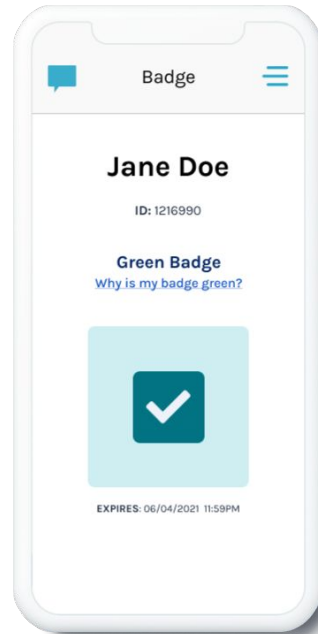 Badge
Jane Doe
ID: 1216990
Green Badge
Why is my badge green?
EXPIRES: 06/04/2021 11:59PM